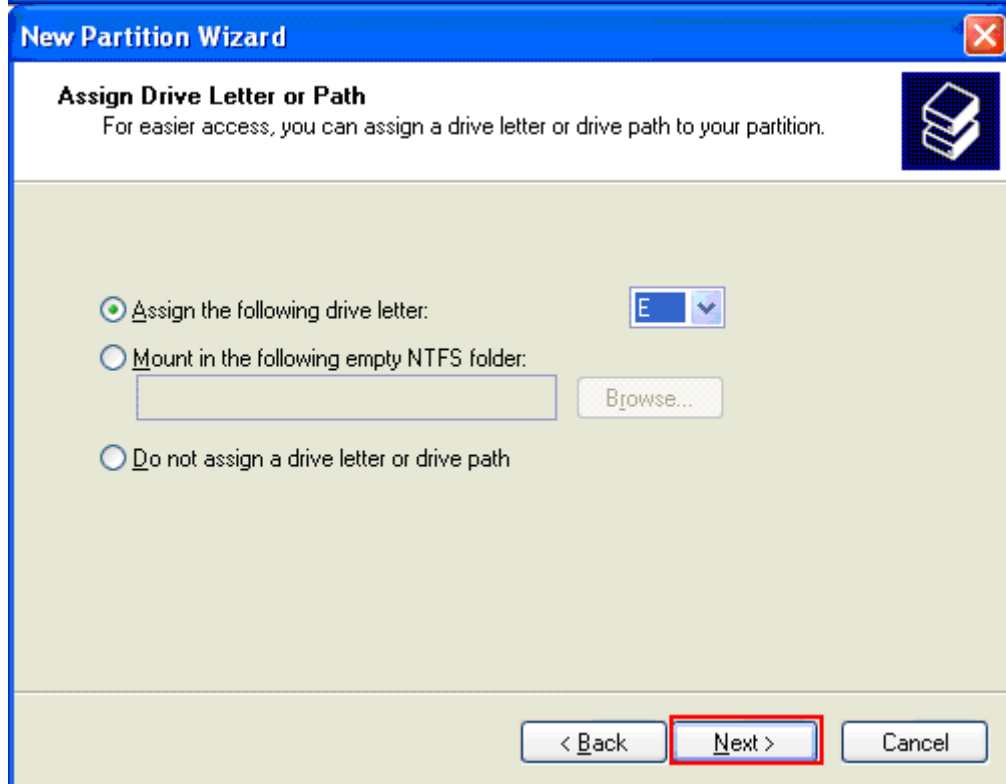 New Partition Wizard
Assign Drive Letter or Path
For easier access, you can assign a drive letter or drive path to your partition.
Assign the following drive letter: E
Mount in the following empty NTFS folder:
Browse...
Do not assign a drive letter or drive path
< Back Next > Cancel